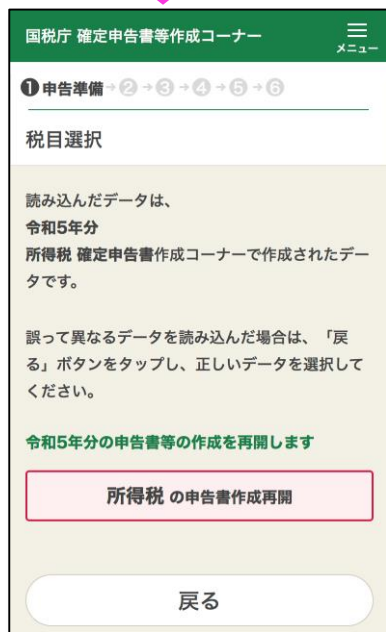 国税庁 確定申告書等作成コーナー
メニュー
❶申告準備→②→③→④→⑤→⑥
税目選択
読み込んだデータは、
令和5年分
所得税 確定申告書作成コーナーで作成されたデー
タです。
誤って異なるデータを読み込んだ場合は、「戻
る」ボタンをタップし、正しいデータを選択して
ください。
令和5年分の申告書等の作成を再開します
所得税 の申告書作成再開
戻る